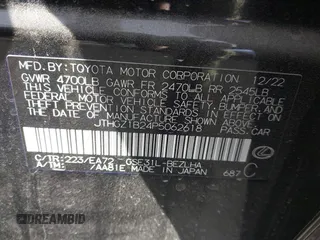 MFD.BY: TOYOTA MOTOR CORPORATION 12/22
GVWR 4700LB GAWR FR 2470LB RR 2545LB
THIS VEHICLE CONFORMS TO ALL APPLICABLE
FEDERAL MOTOR VEHICLE SAFETY, BUMPER, AND
THEFT PREVENTION STANDARDS IN EFFECT ON
THE DATE OF MANUFACTURE SHOWN ABOVE.
JTHGZ1B24P5062618 PASS.CAR
C/TR: 223/EA72 GSE31L-BEZLHA
A/TM: /AA81E MADE IN JAPAN 687 C
DREAMBID